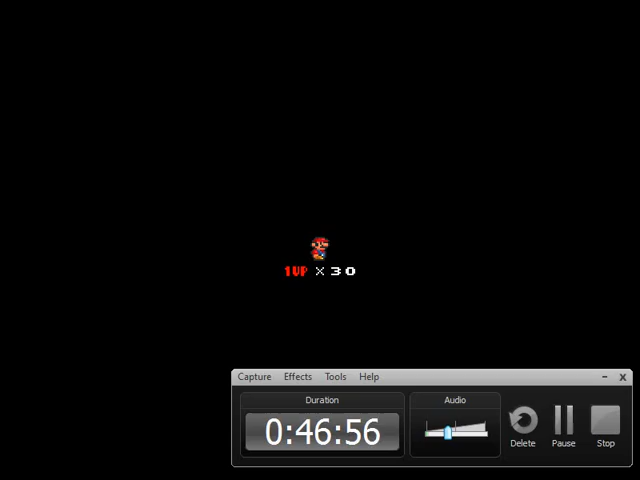 1UP X 30
Capture Effects Tools Help
Duration
Audio
0:46:56
Delete Pause Stop